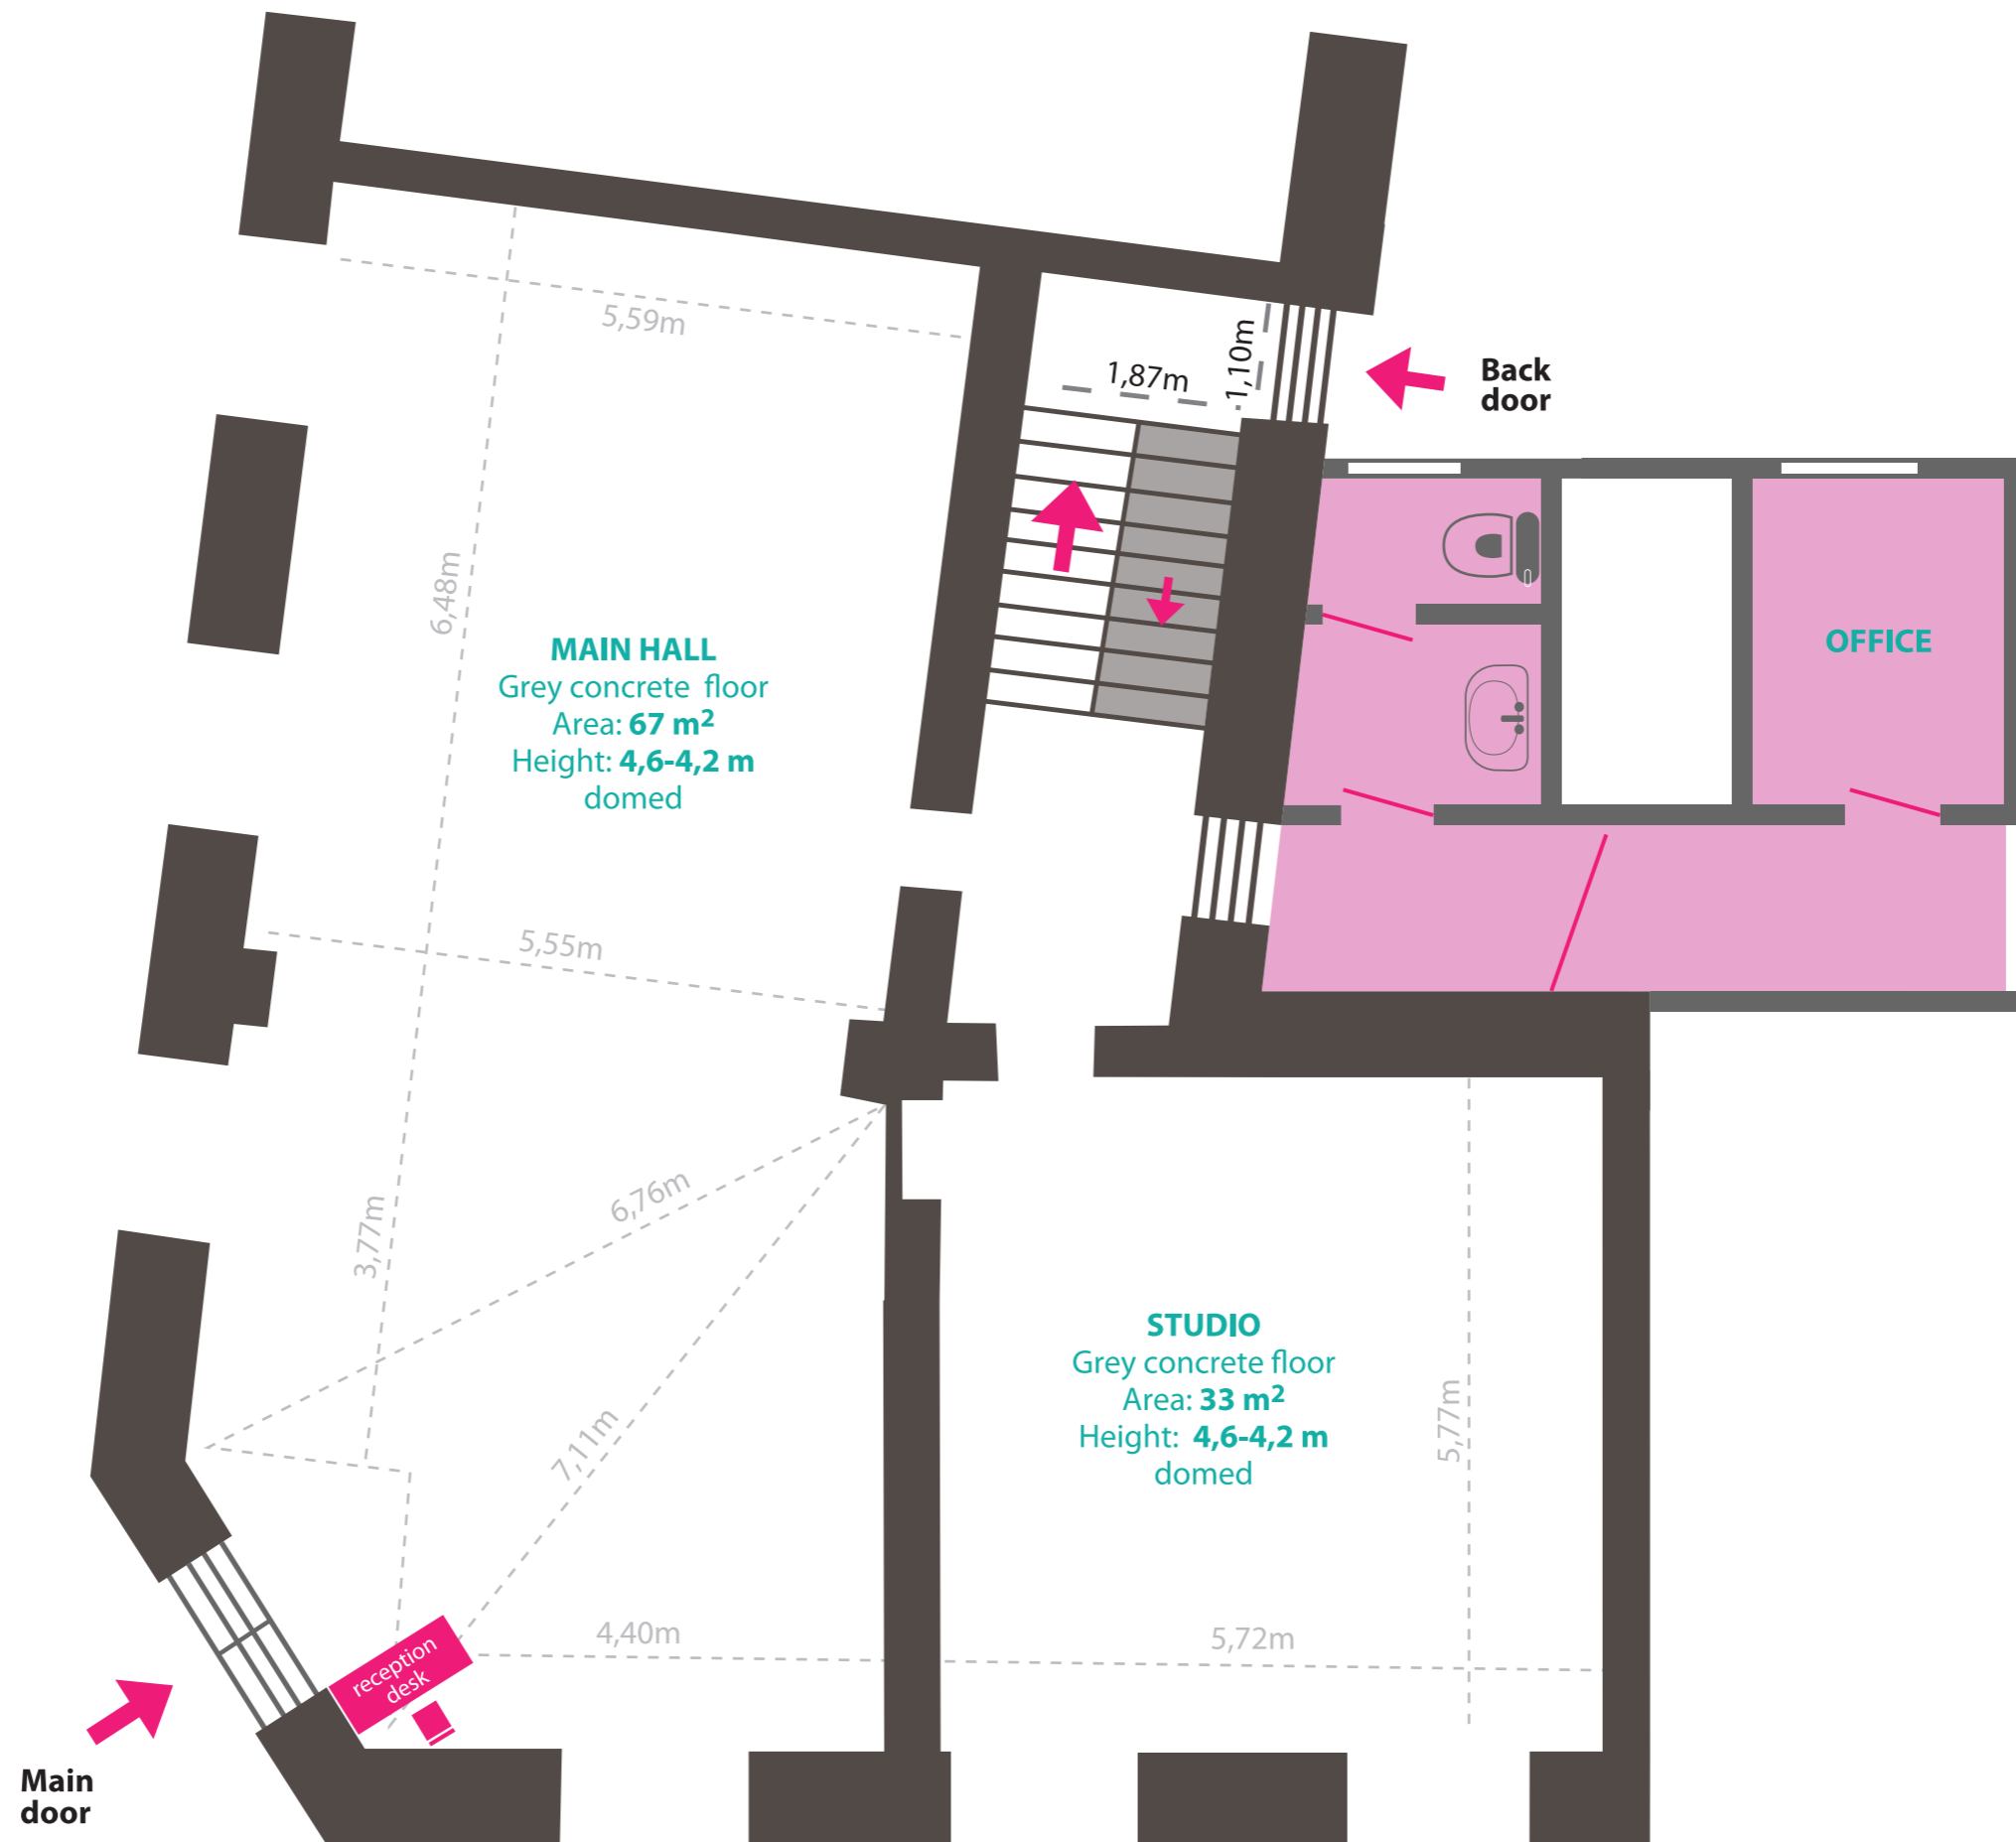 5,59m
1,87m
1,10m
Back
door
6,48m
MAIN HALL
Grey concrete floor
Area: 67 m²
Height: 4,6-4,2 m
domed
OFFICE
5,55m
6,76m
3,77m
7,11m
STUDIO
Grey concrete floor
Area: 33 m²
Height: 4,6-4,2 m
domed
5,77m
4,40m
5,72m
reception
desk
Main
door